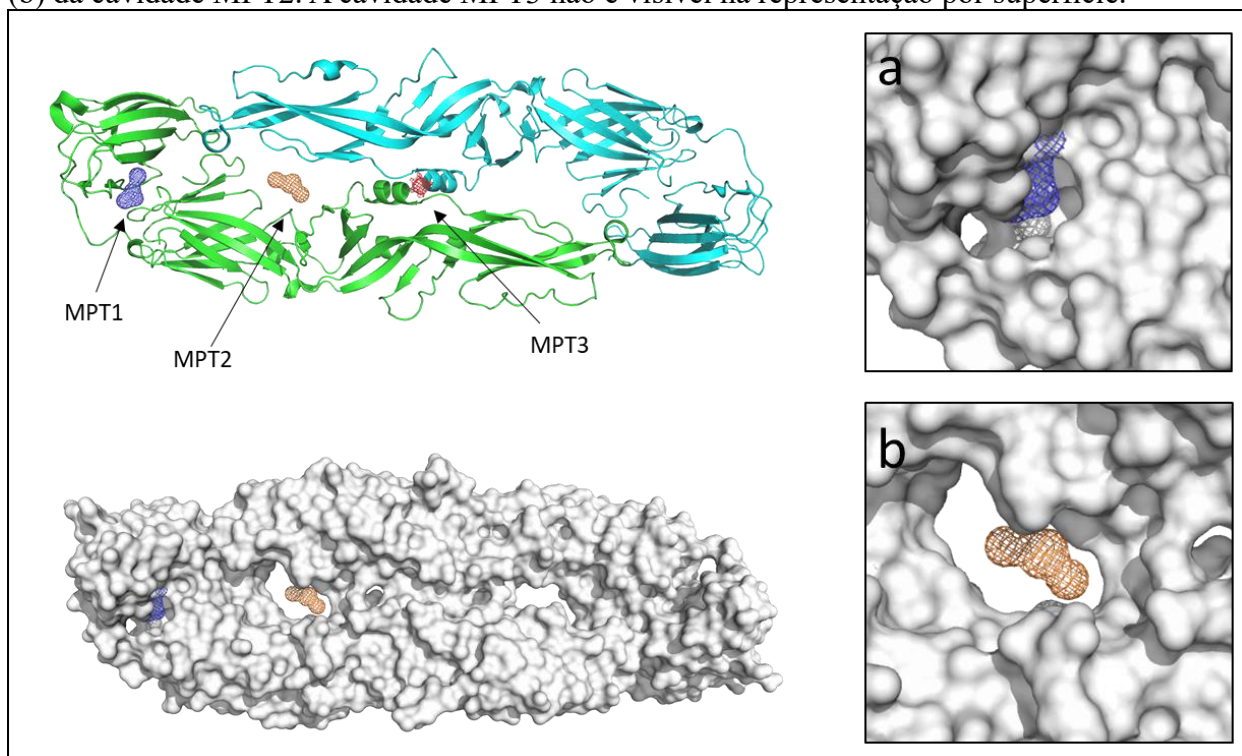 (b) da cavidade MPT2. A cavidade MPT3 não é visível na representação por superfície.
a
MPT1
MPT2
MPT3
b